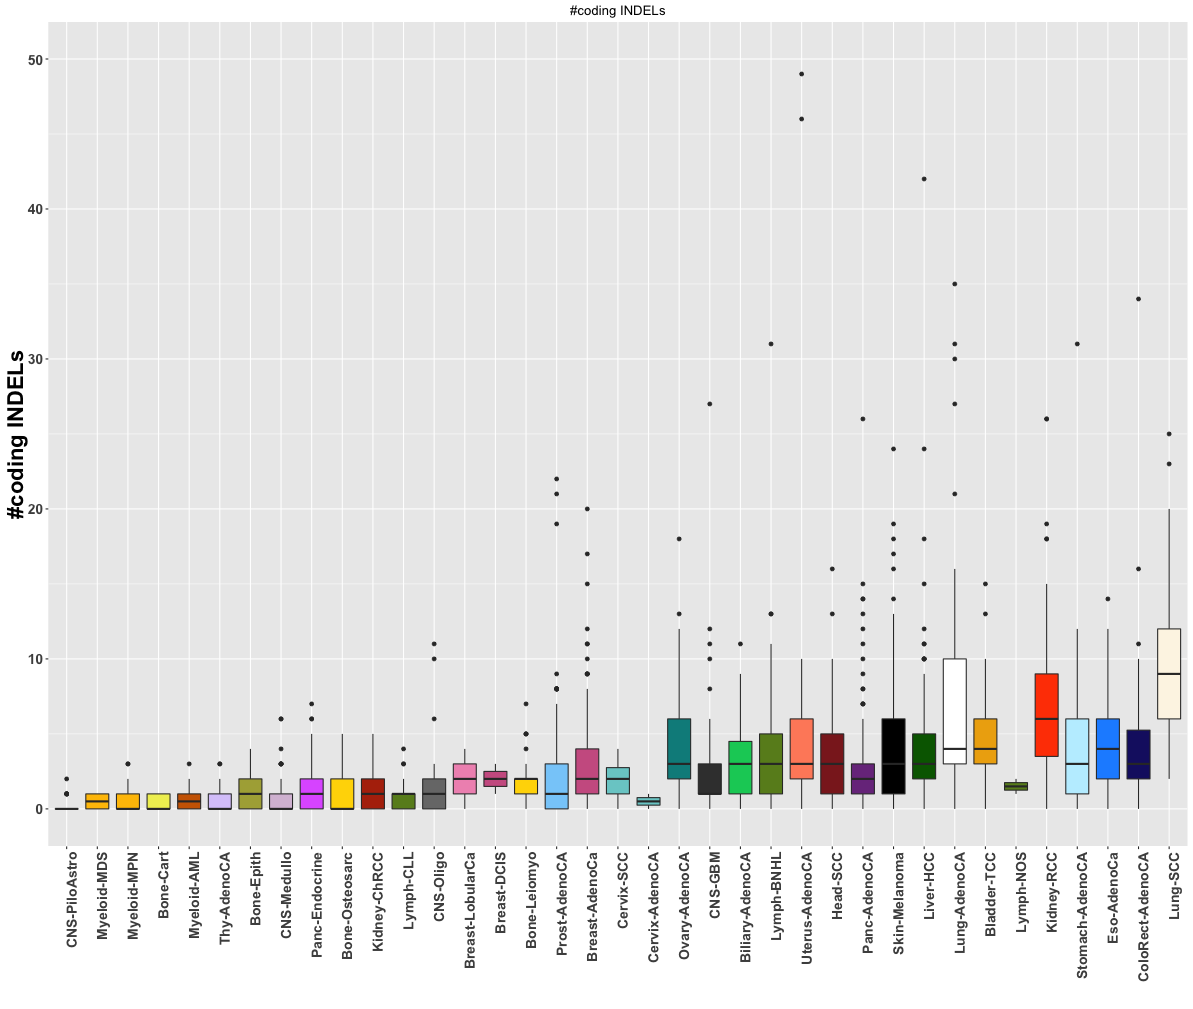 #coding INDELs
#coding INDELs
50
40
30
20
10
0
CNS-PlioAstro
Myeloid-MDS
Myeloid-MPN
Bone-Cart
Myeloid-AML
Thy-AdenoCA
Bone-Epith
CNS-Medullo
Panc-Endocrine
Bone-Osteosarc
Kidney-ChRCC
Lymph-CLL
CNS-Oligo
Breast-LobularCa
Breast-DCIS
Bone-Leiomyo
Prost-AdenoCA
Breast-AdenoCa
Cervix-SCC
Cervix-AdenoCA
Ovary-AdenoCA
CNS-GBM
Biliary-AdenoCA
Lymph-BNHL
Uterus-AdenoCA
Head-SCC
Panc-AdenoCA
Skin-Melanoma
Liver-HCC
Lung-AdenoCA
Bladder-TCC
Lymph-NOS
Kidney-RCC
Stomach-AdenoCA
Eso-AdenoCa
ColoRect-AdenoCA
Lung-SCC